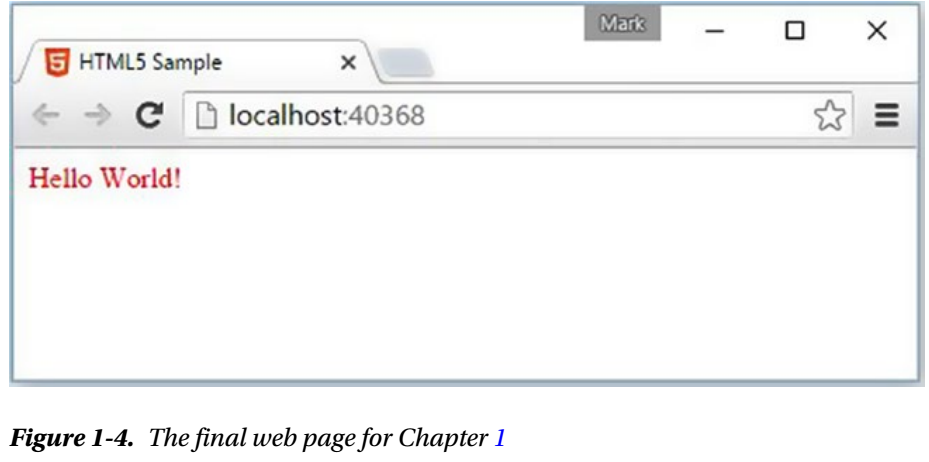 Mark
HTML5 Sample
localhost:40368
Hello World!
Figure 1-4. The final web page for Chapter 1